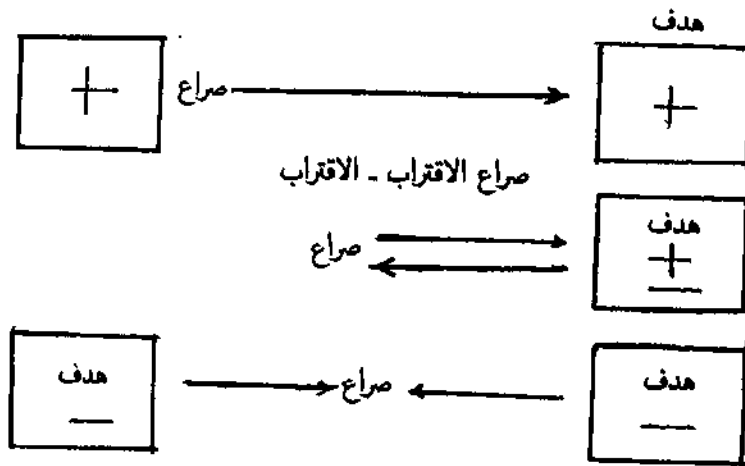 هدف
+ صراع +
صراع الاقتراب - الاقتراب
هدف
+
صراع
—
هدف صراع هدف
— —